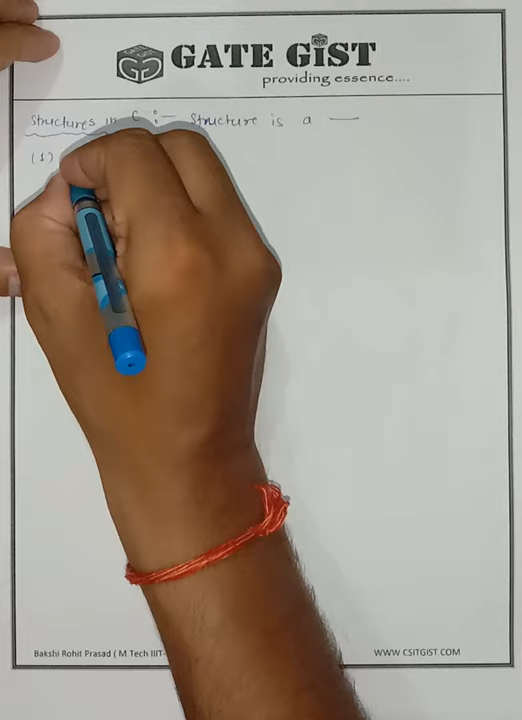 GATE GIST
providing essence....
Structures in C :- Structure is a —
(1)
Bakshi Rohit Prasad ( M.Tech IIIT-
WWW.CSITGIST.COM